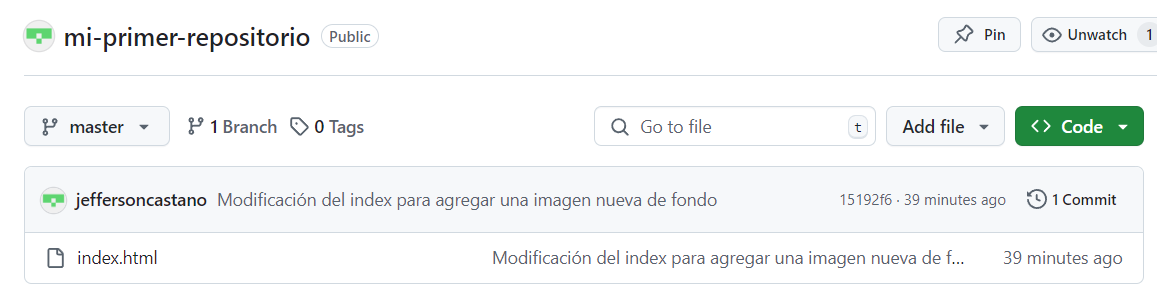 mi-primer-repositorio Public Pin Unwatch 1
master 1 Branch 0 Tags Go to file t Add file Code
jeffersoncastano Modificación del index para agregar una imagen nueva de fondo 15192f6 · 39 minutes ago 1 Commit
index.html Modificación del index para agregar una imagen nueva de f... 39 minutes ago